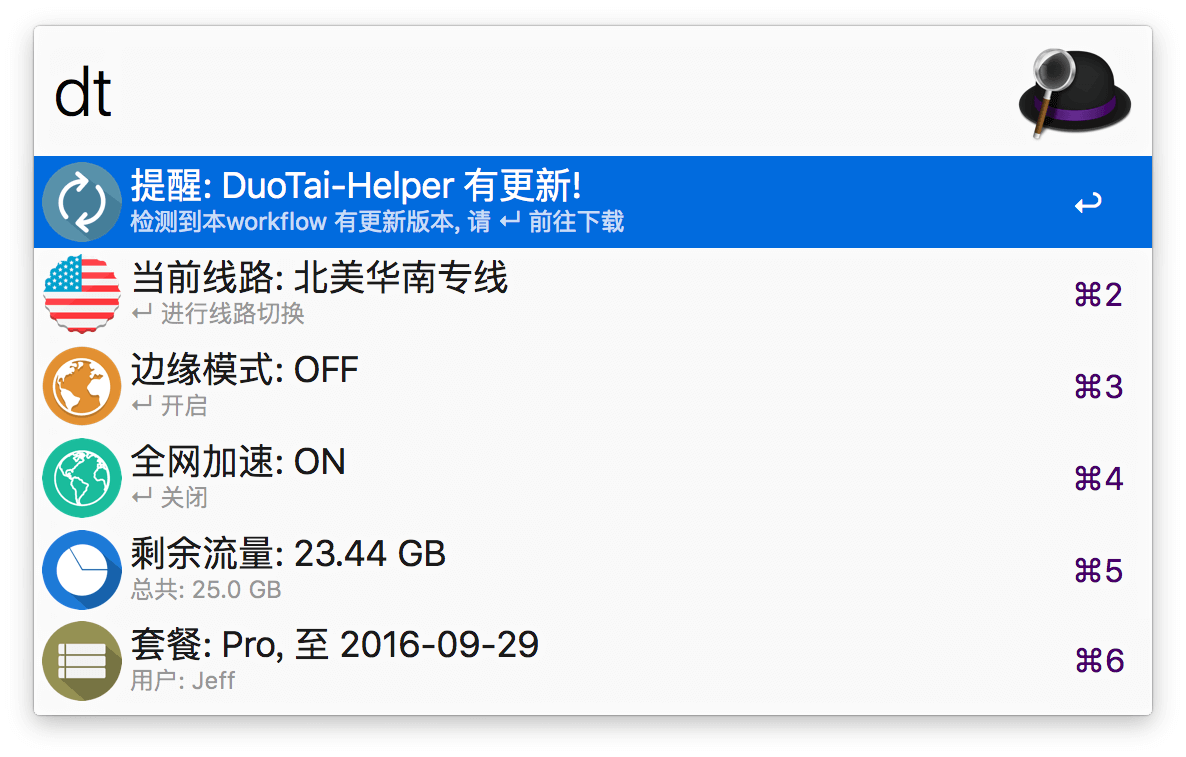 dt
提醒: DuoTai-Helper 有更新!
检测到本workflow 有更新版本, 请 ↵ 前往下载
↵
当前线路: 北美华南专线
↵ 进行线路切换
⌘2
边缘模式: OFF
↵ 开启
⌘3
全网加速: ON
↵ 关闭
⌘4
剩余流量: 23.44 GB
总共: 25.0 GB
⌘5
套餐: Pro, 至 2016-09-29
用户: Jeff
⌘6